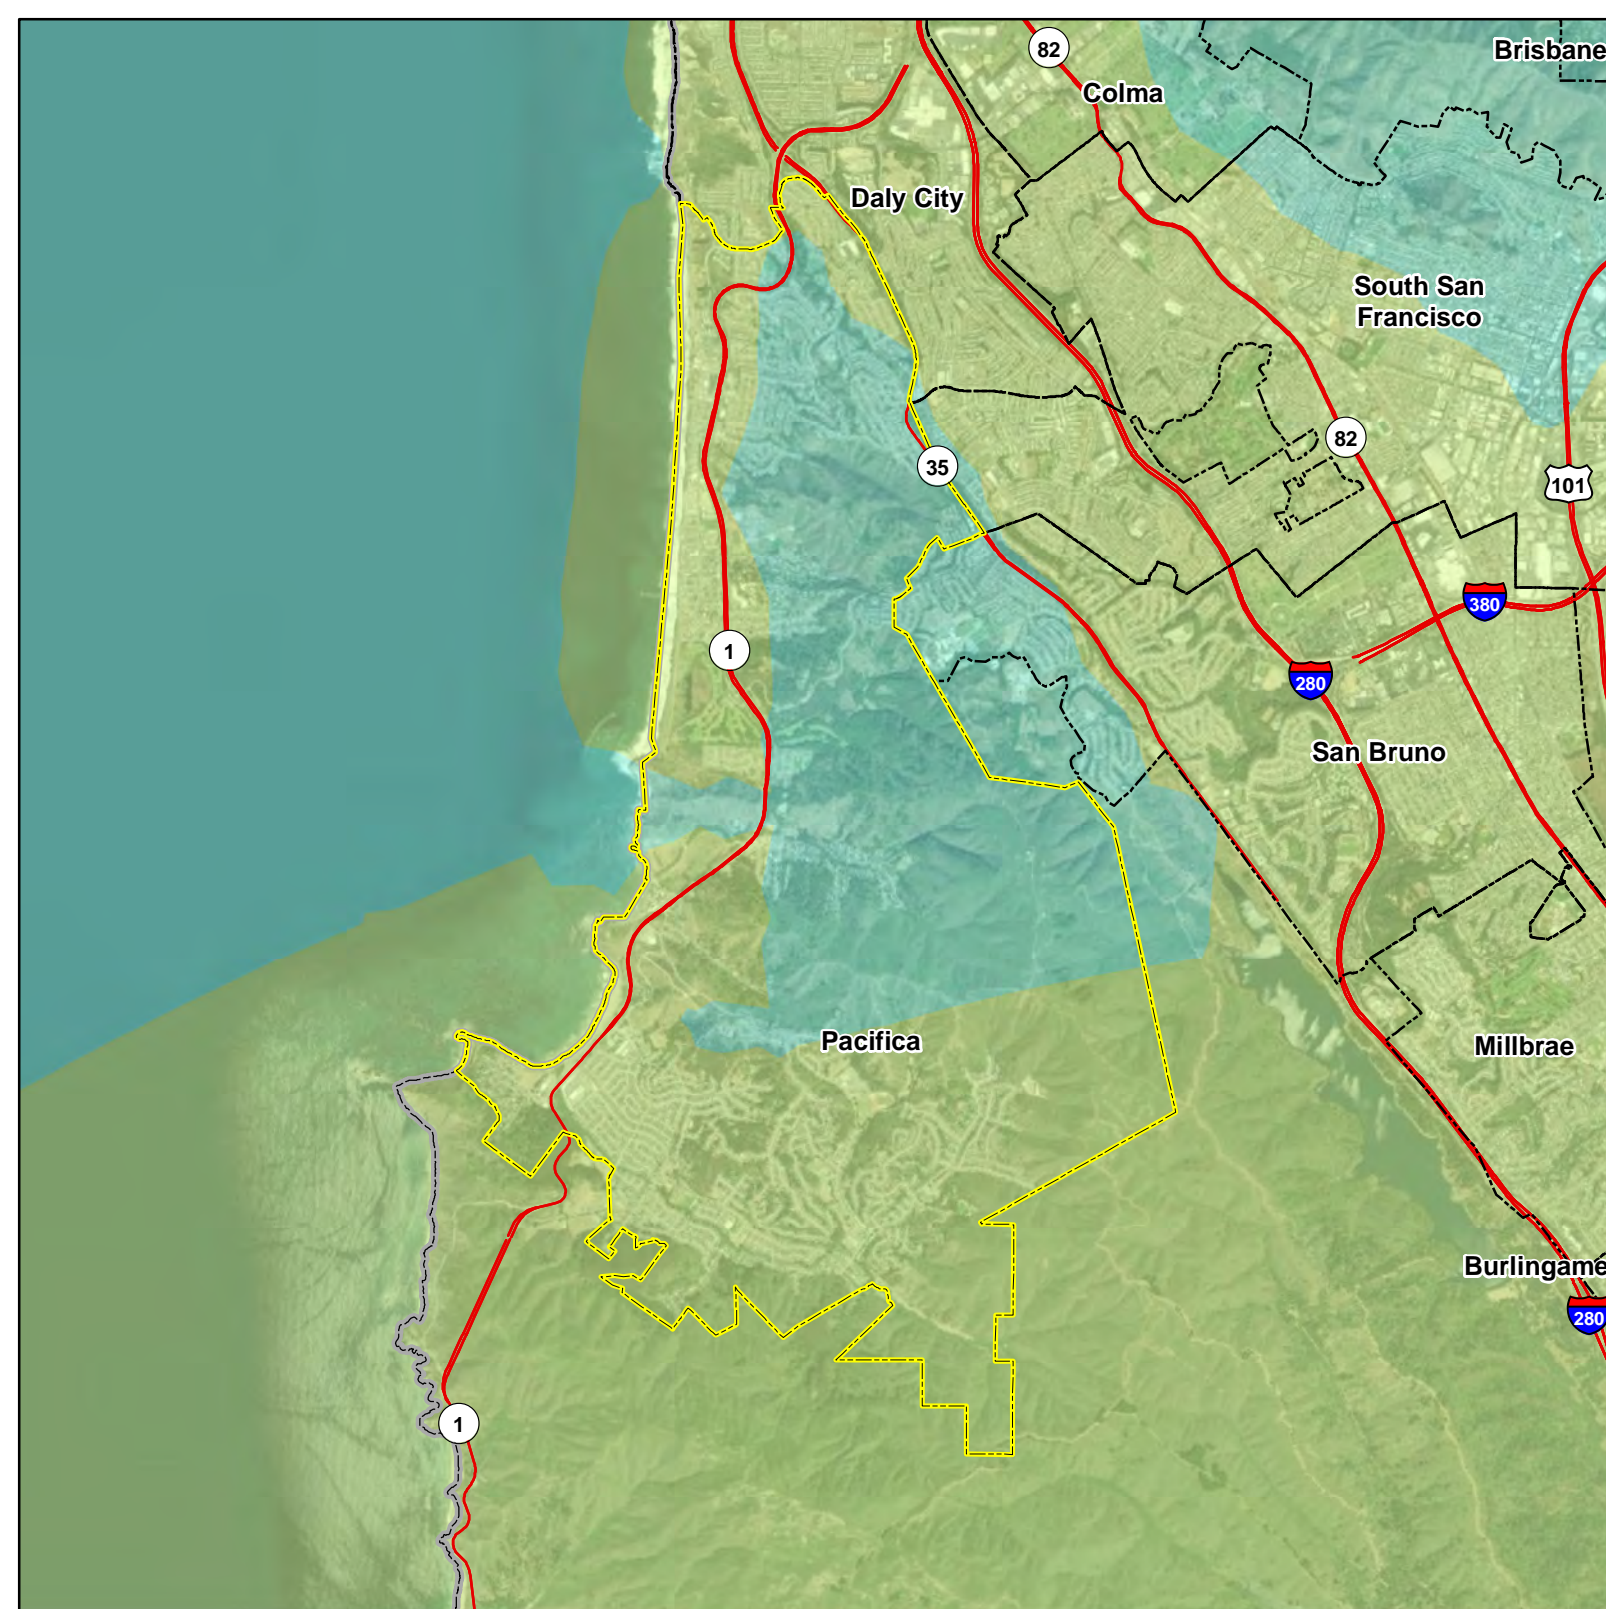 82
Brisbane
Colma
Daly City
South San
Francisco
82
35
101
380
1
280
San Bruno
Pacifica
Millbrae
Burlingame
280
1